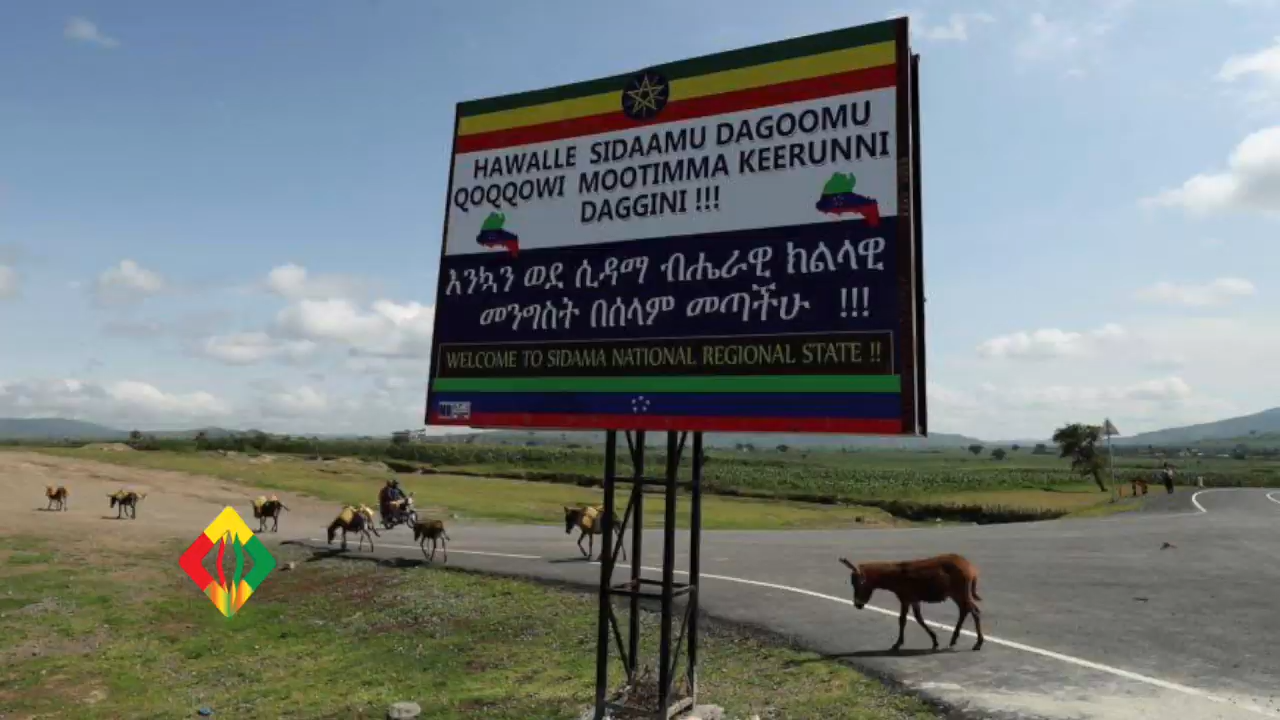 HAWALLE SIDAAMU DAGOOMU
QOQQOWI MOOTIMMA KEERUNNI
DAGGINI !!!
እንኳን ወደ ሲዳማ ብሔራዊ ክልላዊ
መንግስት በሰላም መጣችሁ !!!
WELCOME TO SIDAMA NATIONAL REGIONAL STATE !!